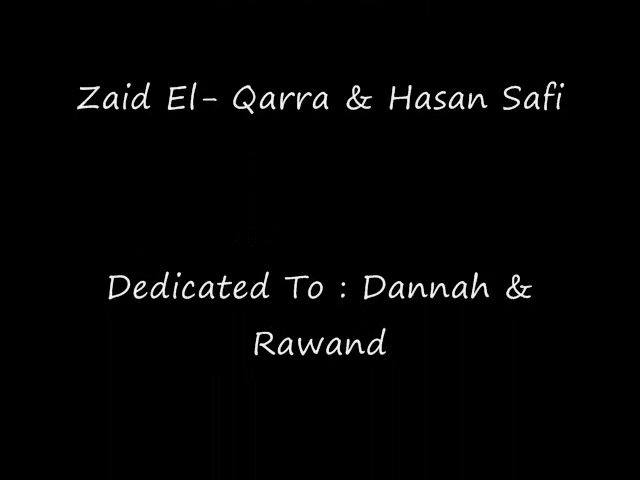 Zaid El- Qarra & Hasan Safi
Dedicated To : Dannah &
Rawand